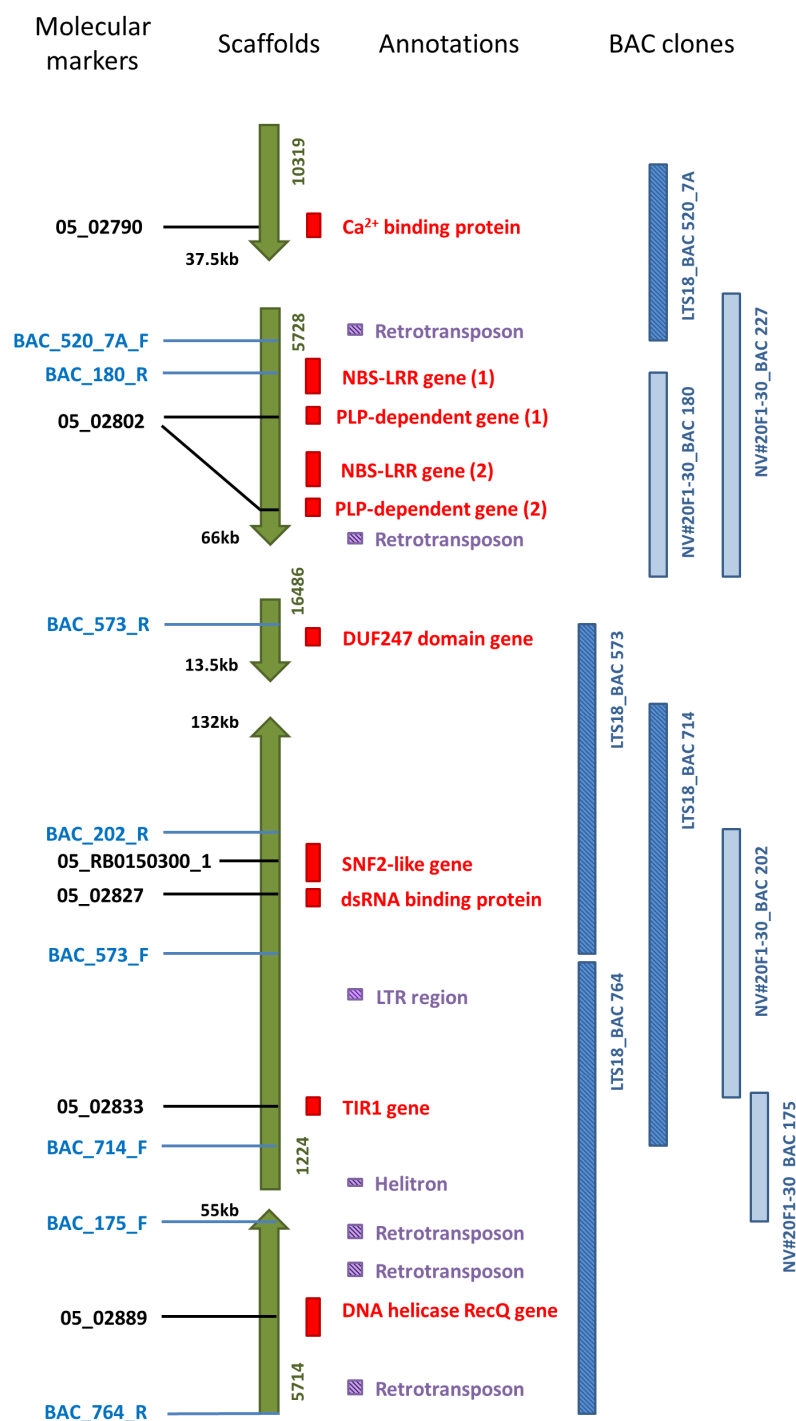 Molecular
markers
Scaffolds
Annotations
BAC clones
10319
05_02790
Ca²⁺ binding protein
37.5kb
LTS18_BAC 520_7A
5728
Retrotransposon
BAC_520_7A_F
NV#20F1-30_BAC 227
BAC_180_R
NBS-LRR gene (1)
05_02802
PLP-dependent gene (1)
NV#20F1-30_BAC 180
NBS-LRR gene (2)
PLP-dependent gene (2)
66kb
Retrotransposon
16486
BAC_573_R
DUF247 domain gene
13.5kb
LTS18_BAC 573
132kb
LTS18_BAC 714
BAC_202_R
05_RB0150300_1
SNF2-like gene
05_02827
dsRNA binding protein
NV#20F1-30_BAC 202
BAC_573_F
LTR region
LTS18_BAC 764
05_02833
TIR1 gene
BAC_714_F
1224
Helitron
NV#20F1-30 BAC 175
55kb
BAC_175_F
Retrotransposon
Retrotransposon
05_02889
DNA helicase RecQ gene
5714
Retrotransposon
BAC_764_R